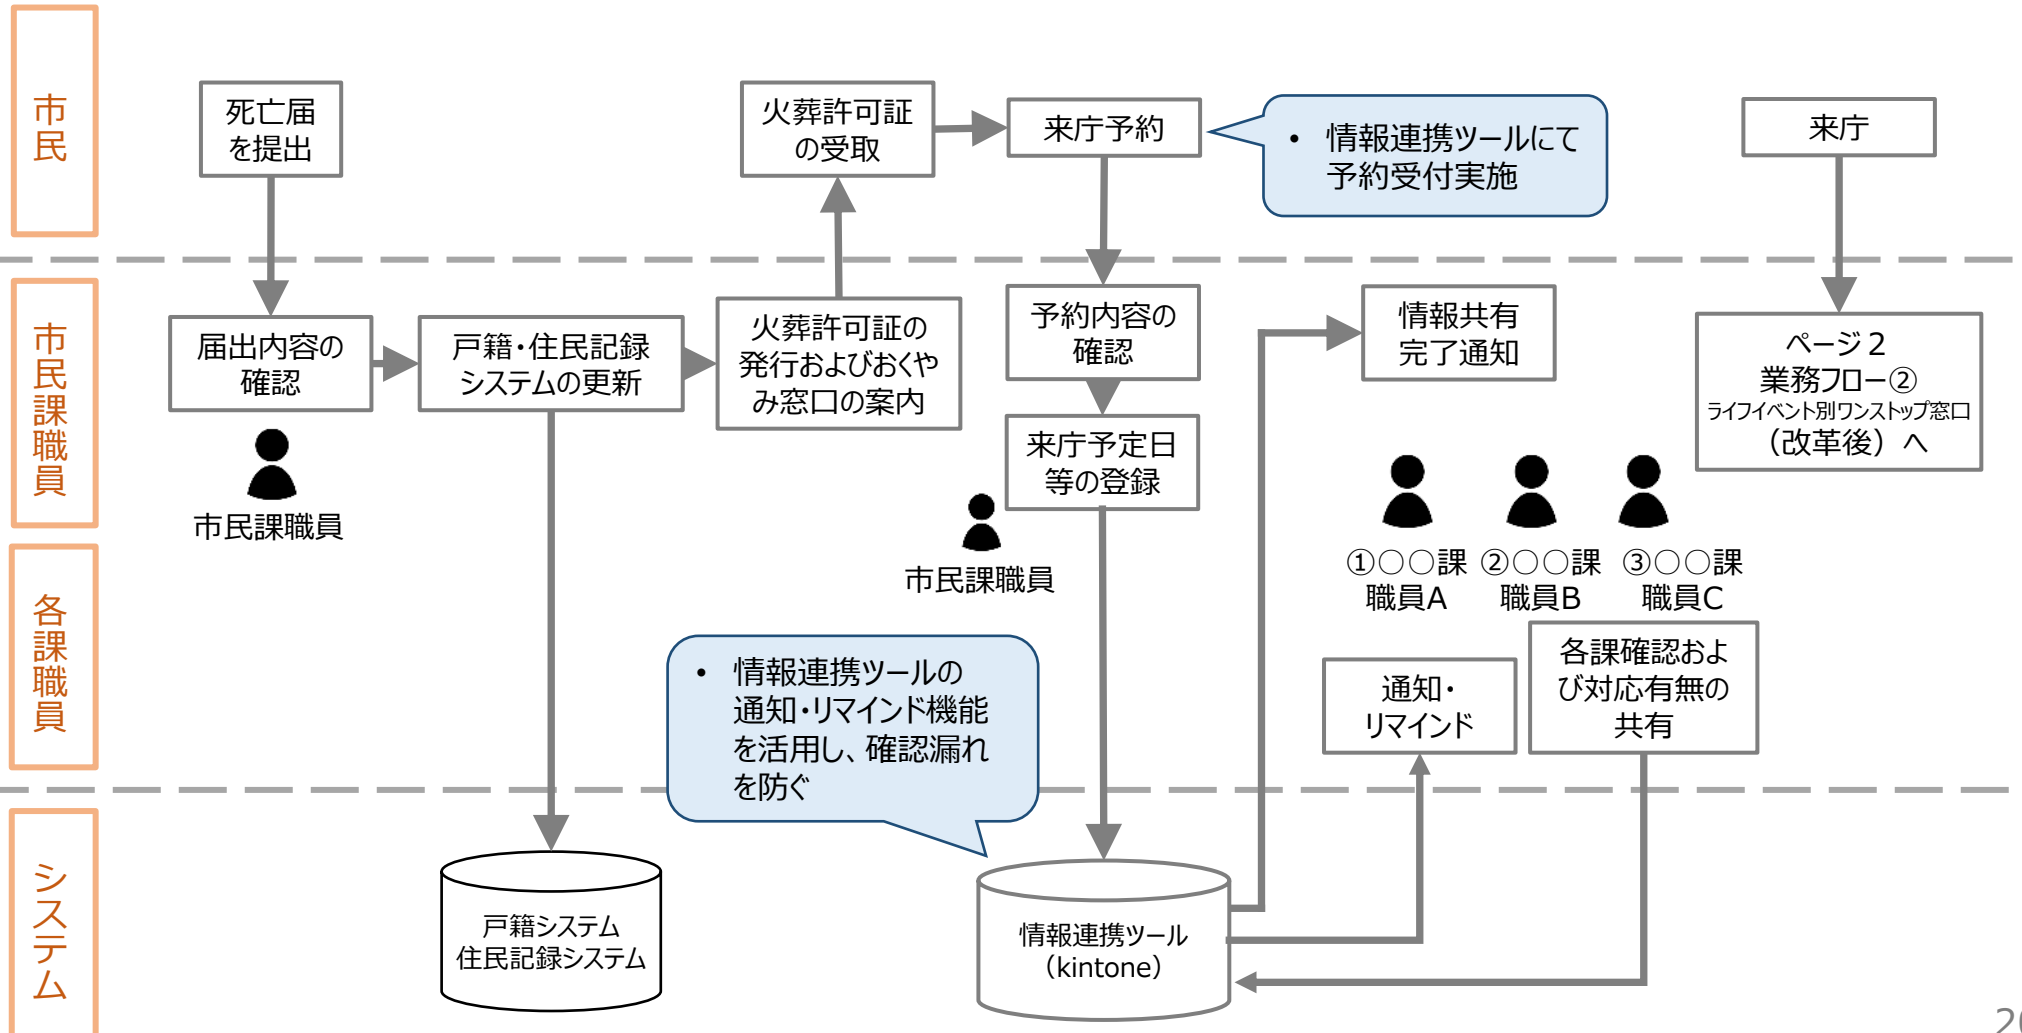 市民
死亡届
を提出
火葬許可証
の受取
来庁予約
• 情報連携ツールにて
予約受付実施
来庁
市民課職員
届出内容の
確認
戸籍・住民記録
システムの更新
火葬許可証の
発行およびおくや
み窓口の案内
予約内容の
確認
情報共有
完了通知
ページ２
業務フロー②
ライフイベント別ワンストップ窓口
（改革後）へ
来庁予定日
等の登録
市民課職員
市民課職員
①○○課
職員A
②○○課
職員B
③○○課
職員C
各課職員
• 情報連携ツールの
通知・リマインド機能
を活用し、確認漏れ
を防ぐ
通知・
リマインド
各課確認およ
び対応有無の
共有
システム
戸籍システム
住民記録システム
情報連携ツール
（kintone）